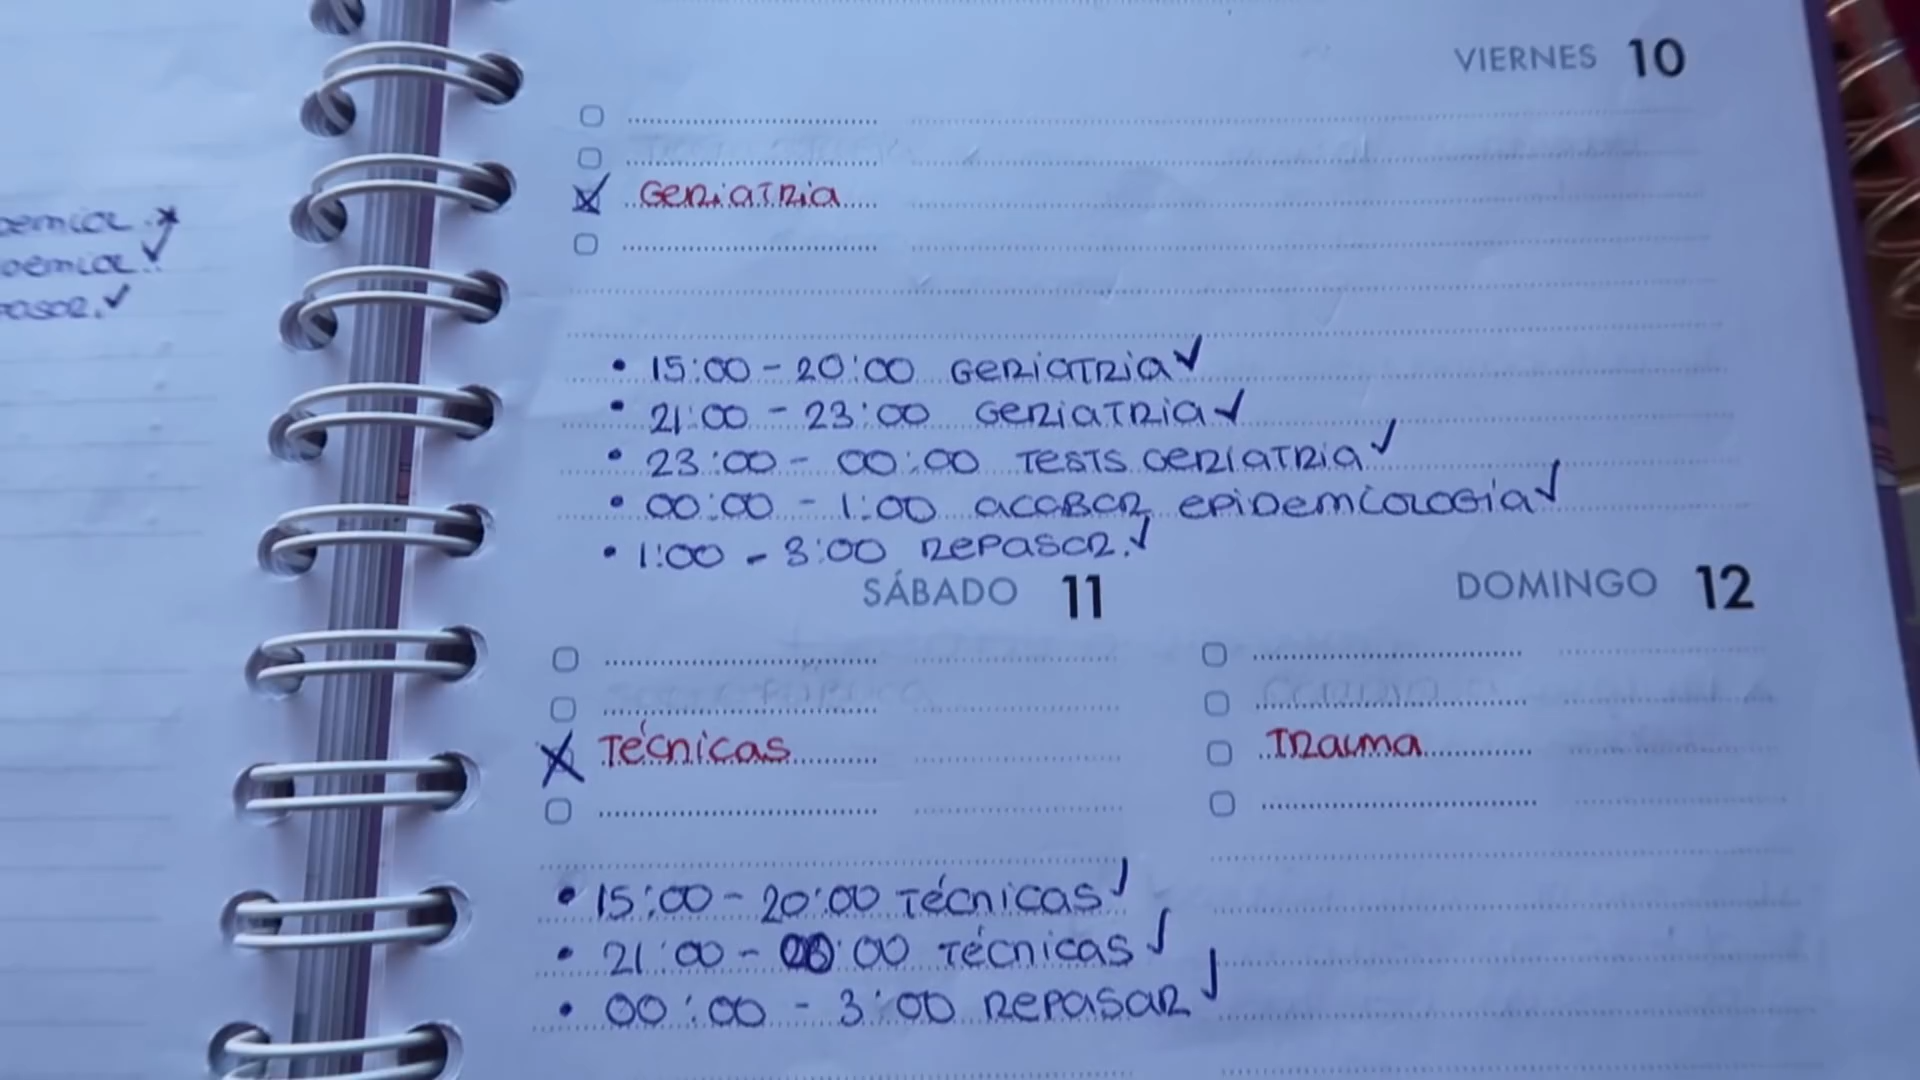 VIERNES 10
Geriatria
15:00 - 20:00 Geriatria
21:00 - 23:00 Geriatria
23:00 - 00:00 Tests Geriatria
00:00 - 1:00 acabar epidemiología
1:00 - 3:00 Repasar.
SÁBADO 11
Técnicas
15:00 - 20:00 Técnicas
21:00 - 00:00 Técnicas
00:00 - 3:00 Repasar
DOMINGO 12
Trauma